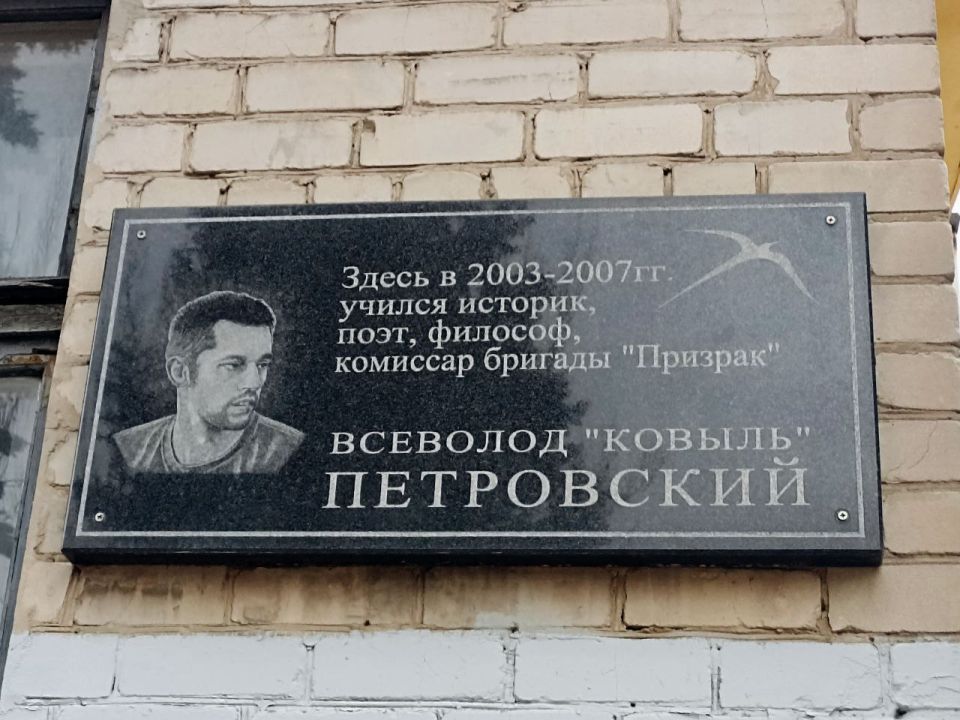 Здесь в 2003-2007гг.
учился историк,
поэт, философ,
комиссар бригады "Призрак"
ВСЕВОЛОД "КОВЫЛЬ"
ПЕТРОВСКИЙ